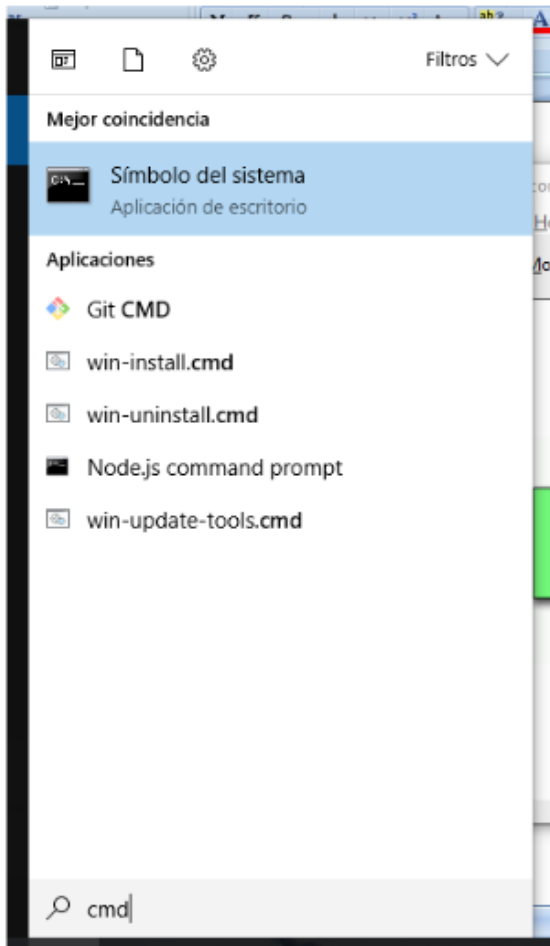 Filtros
Mejor coincidencia
Símbolo del sistema
Aplicación de escritorio
Aplicaciones
Git CMD
win-install.cmd
win-uninstall.cmd
Node.js command prompt
win-update-tools.cmd
cmd